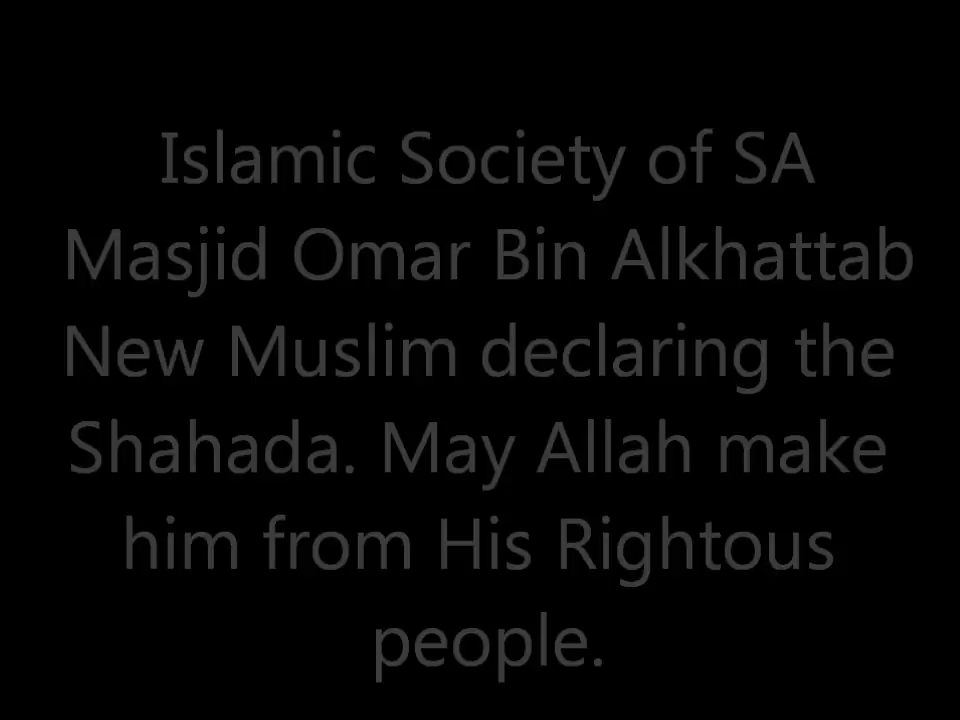 Islamic Society of SA
Masjid Omar Bin Alkhattab
New Muslim declaring the
Shahada. May Allah make
him from His Rightous
people.